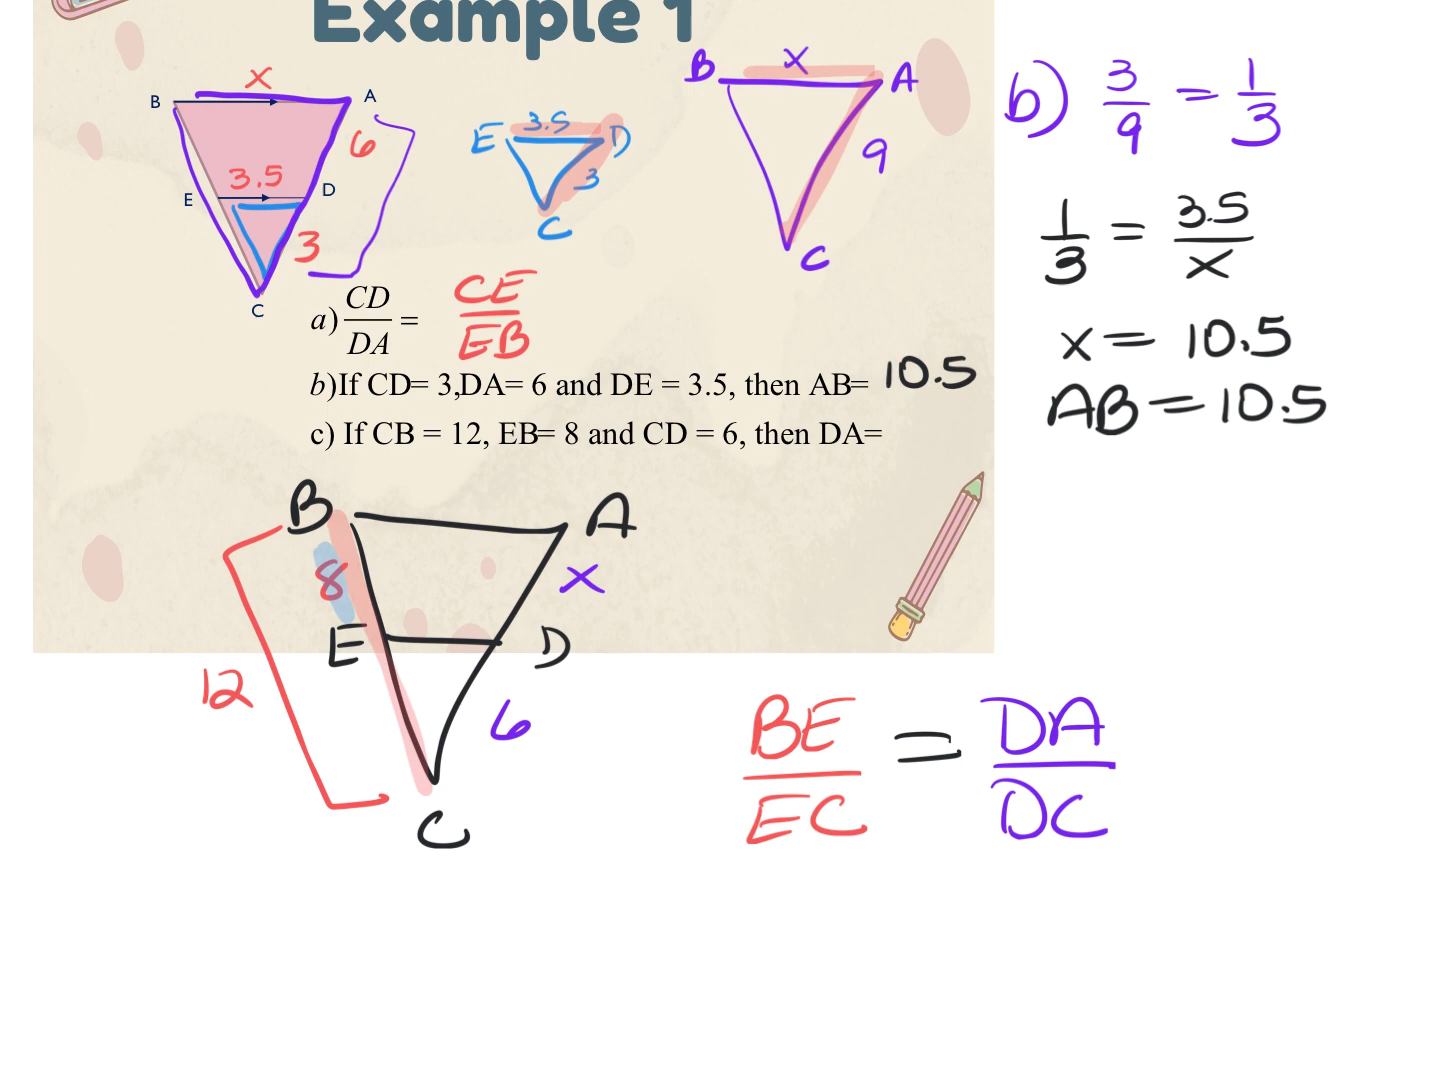 Example 1
X
B
A
6
3.5
E
D
3
C
E 3.5 D
3
C
B X A
9
C
a) CD/DA = CE/EB
b)If CD= 3,DA= 6 and DE = 3.5, then AB= 10.5
c) If CB = 12, EB= 8 and CD = 6, then DA=
b) 3/9 = 1/3
1/3 = 3.5/x
x = 10.5
AB = 10.5
B A
8 x
E D
12 6
C
BE/EC = DA/DC